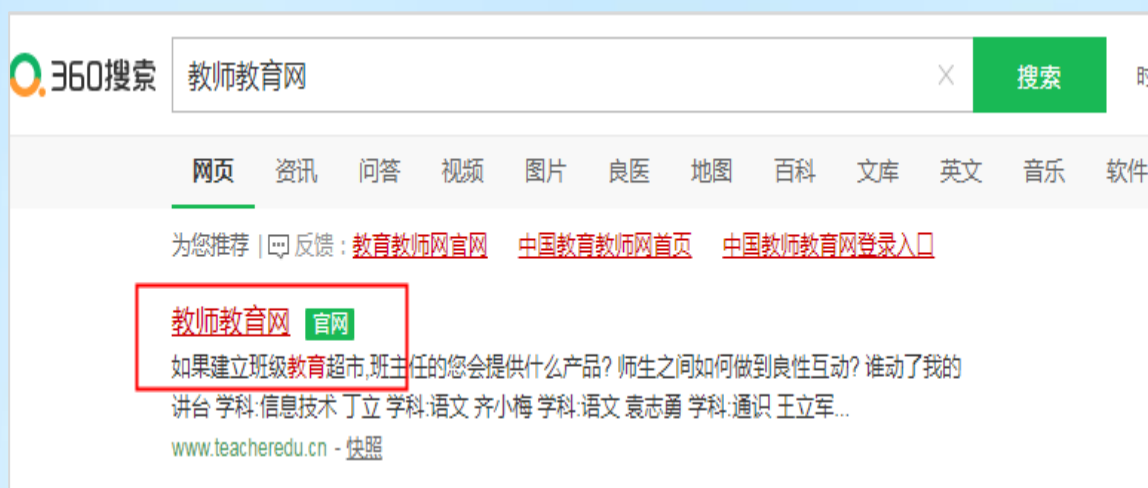 360搜索 教师教育网 X 搜索 时
网页 资讯 问答 视频 图片 良医 地图 百科 文库 英文 音乐 软件
为您推荐 | 反馈 : 教育教师网官网 中国教育教师网首页 中国教师教育网登录入口
教师教育网 官网
如果建立班级教育超市,班主任的您会提供什么产品? 师生之间如何做到良性互动? 谁动了我的
讲台 学科:信息技术 丁立 学科:语文 齐小梅 学科:语文 袁志勇 学科:通识 王立军...
www.teacheredu.cn - 快照